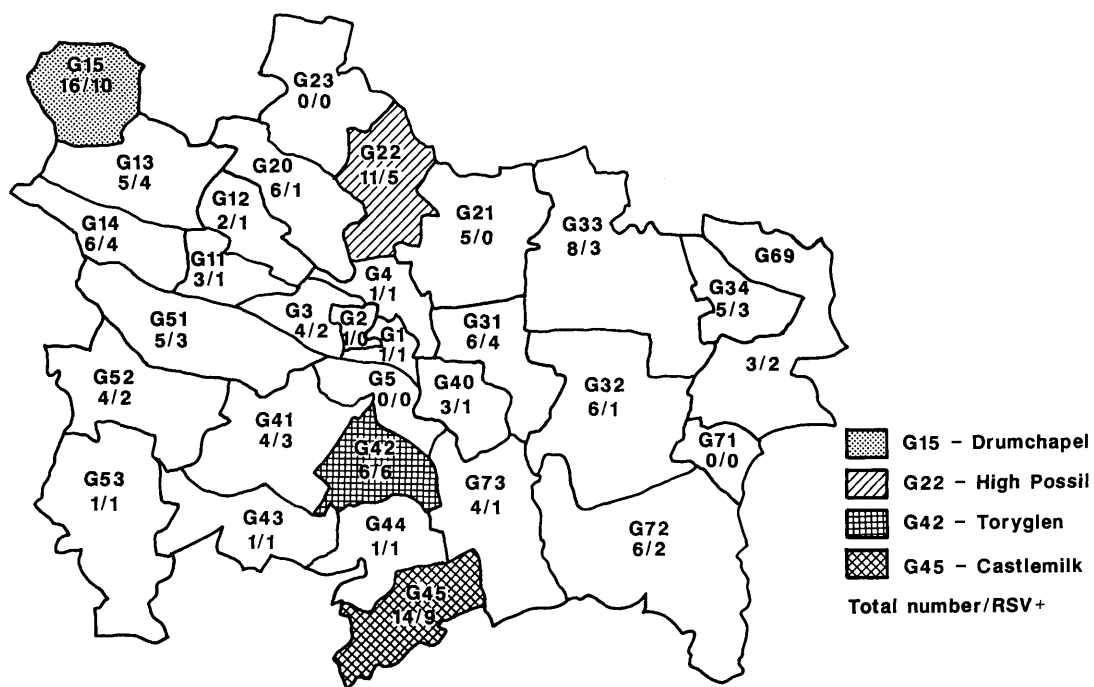 G15
16/10
G23
0/0
G13
5/4
G20
6/1
G22
11/5
G12
2/1
G21
5/0
G33
8/3
G14
6/4
G11
3/1
G69
3/2
G4
1/1
G34
5/3
G51
5/3
G3
4/2
G2
1/0
G1
1/1
G31
6/4
G52
4/2
G5
0/0
G40
3/1
G32
6/1
G41
4/3
G42
6/6
G71
0/0
G53
1/1
G73
4/1
G43
1/1
G44
1/1
G72
6/2
G45
14/9
G15 – Drumchapel
G22 – High Possil
G42 – Toryglen
G45 – Castlemilk
Total number/RSV+